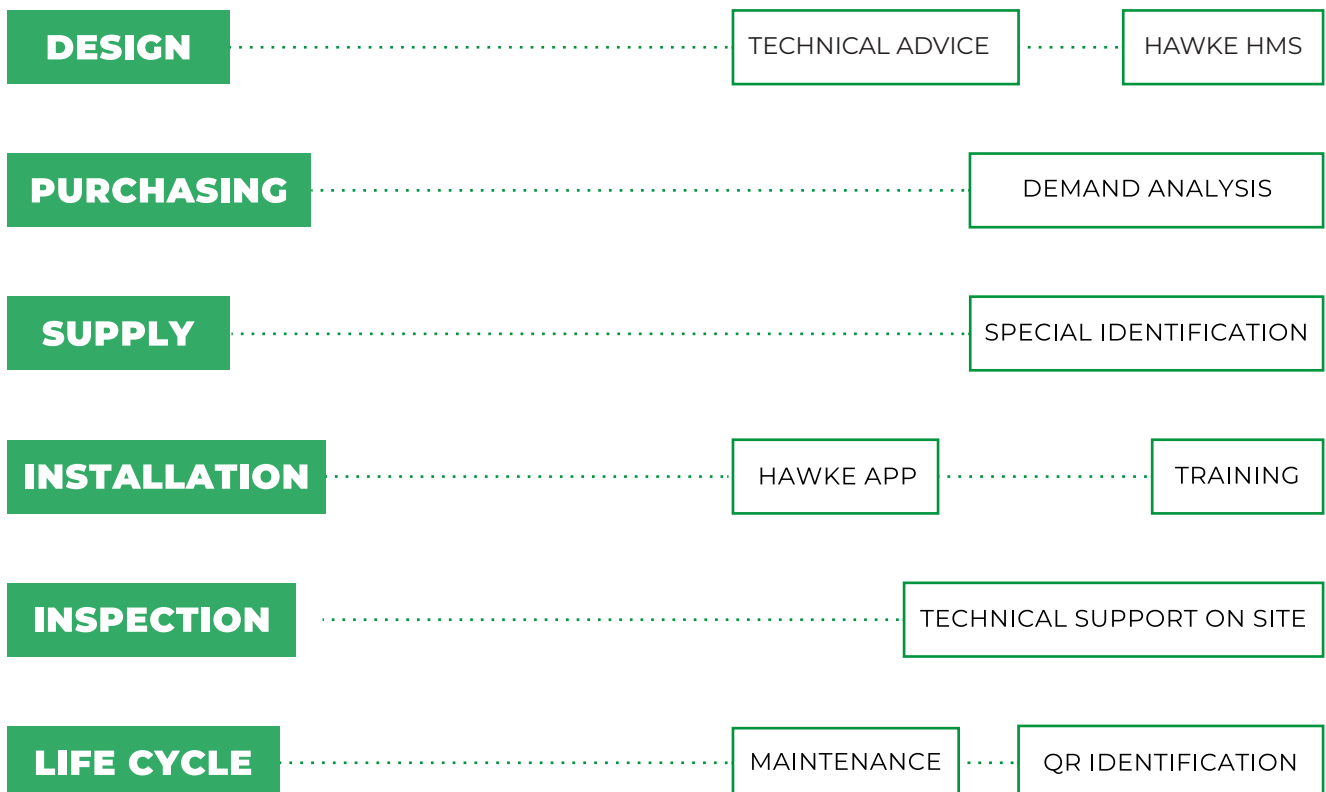 DESIGN
TECHNICAL ADVICE
HAWKE HMS
PURCHASING
DEMAND ANALYSIS
SUPPLY
SPECIAL IDENTIFICATION
INSTALLATION
HAWKE APP
TRAINING
INSPECTION
TECHNICAL SUPPORT ON SITE
LIFE CYCLE
MAINTENANCE
QR IDENTIFICATION